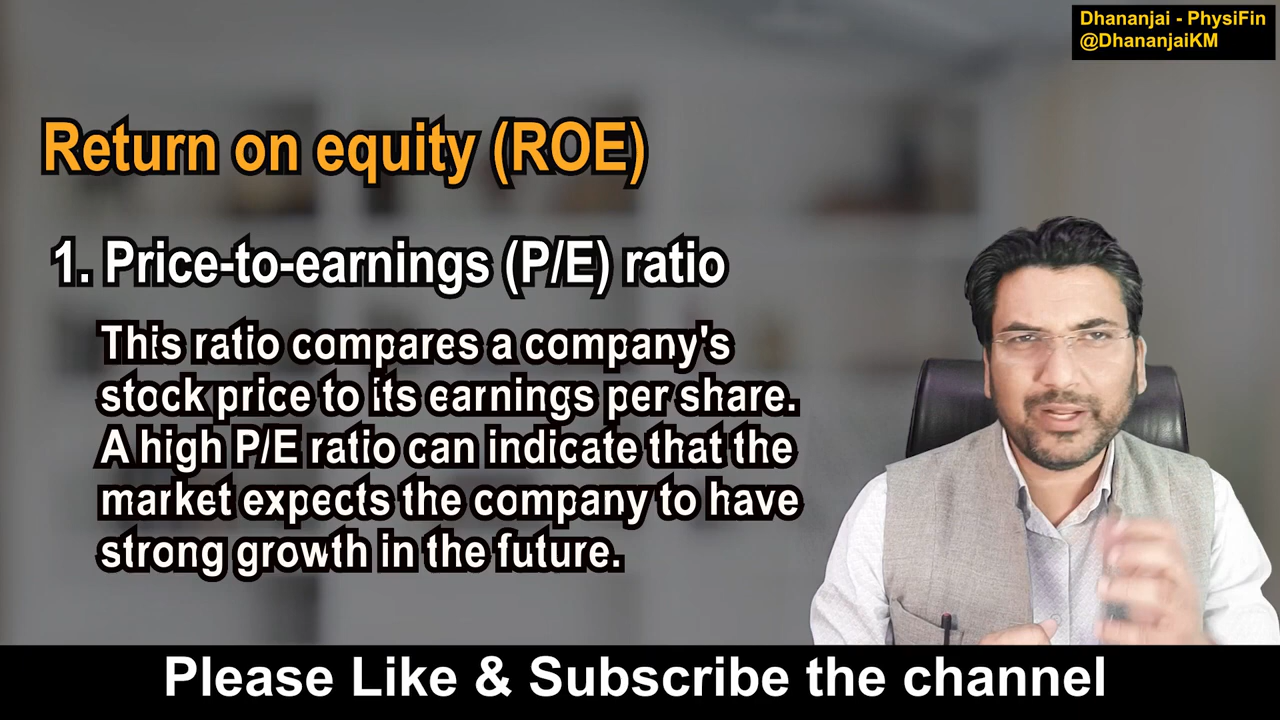 Dhananjai - PhysiFin
@DhananjaiKM
Return on equity (ROE)
1. Price-to-earnings (P/E) ratio
This ratio compares a company's
stock price to its earnings per share.
A high P/E ratio can indicate that the
market expects the company to have
strong growth in the future.
Please Like & Subscribe the channel